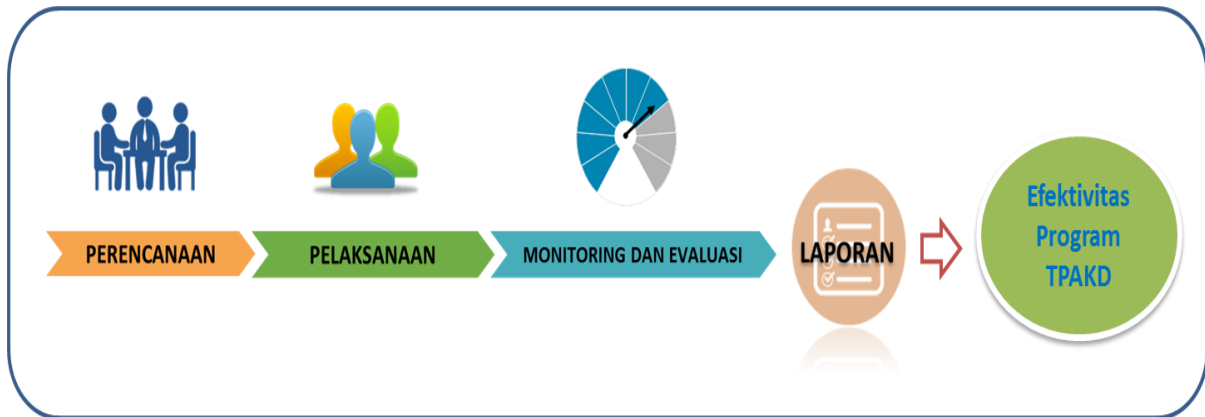 PERENCANAAN
PELAKSANAAN
MONITORING DAN EVALUASI
LAPORAN
Efektivitas
Program
TPAKD